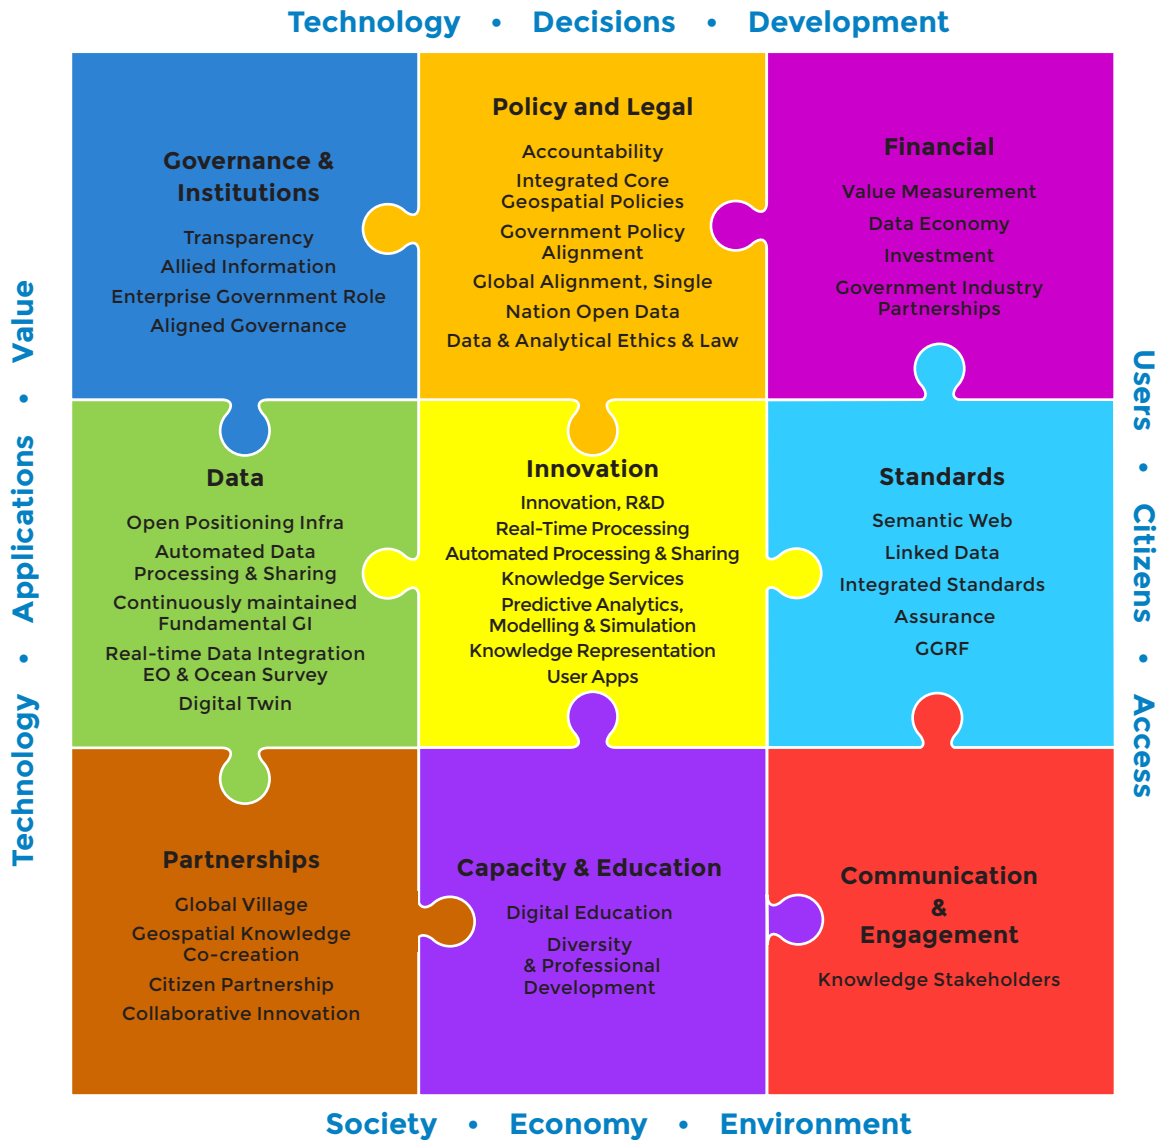 Technology • Decisions • Development
Governance &
Institutions
Transparency
Allied Information
Enterprise Government Role
Aligned Governance
Policy and Legal
Accountability
Integrated Core
Geospatial Policies
Government Policy
Alignment
Global Alignment, Single
Nation Open Data
Data & Analytical Ethics & Law
Financial
Value Measurement
Data Economy
Investment
Government Industry
Partnerships
Technology • Applications • Value
Data
Open Positioning Infra
Automated Data
Processing & Sharing
Continuously maintained
Fundamental GI
Real-time Data Integration
EO & Ocean Survey
Digital Twin
Innovation
Innovation, R&D
Real-Time Processing
Automated Processing & Sharing
Knowledge Services
Predictive Analytics,
Modelling & Simulation
Knowledge Representation
User Apps
Standards
Semantic Web
Linked Data
Integrated Standards
Assurance
GGRF
Users • Citizens • Access
Partnerships
Global Village
Geospatial Knowledge
Co-creation
Citizen Partnership
Collaborative Innovation
Capacity & Education
Digital Education
Diversity
& Professional
Development
Communication
&
Engagement
Knowledge Stakeholders
Society • Economy • Environment